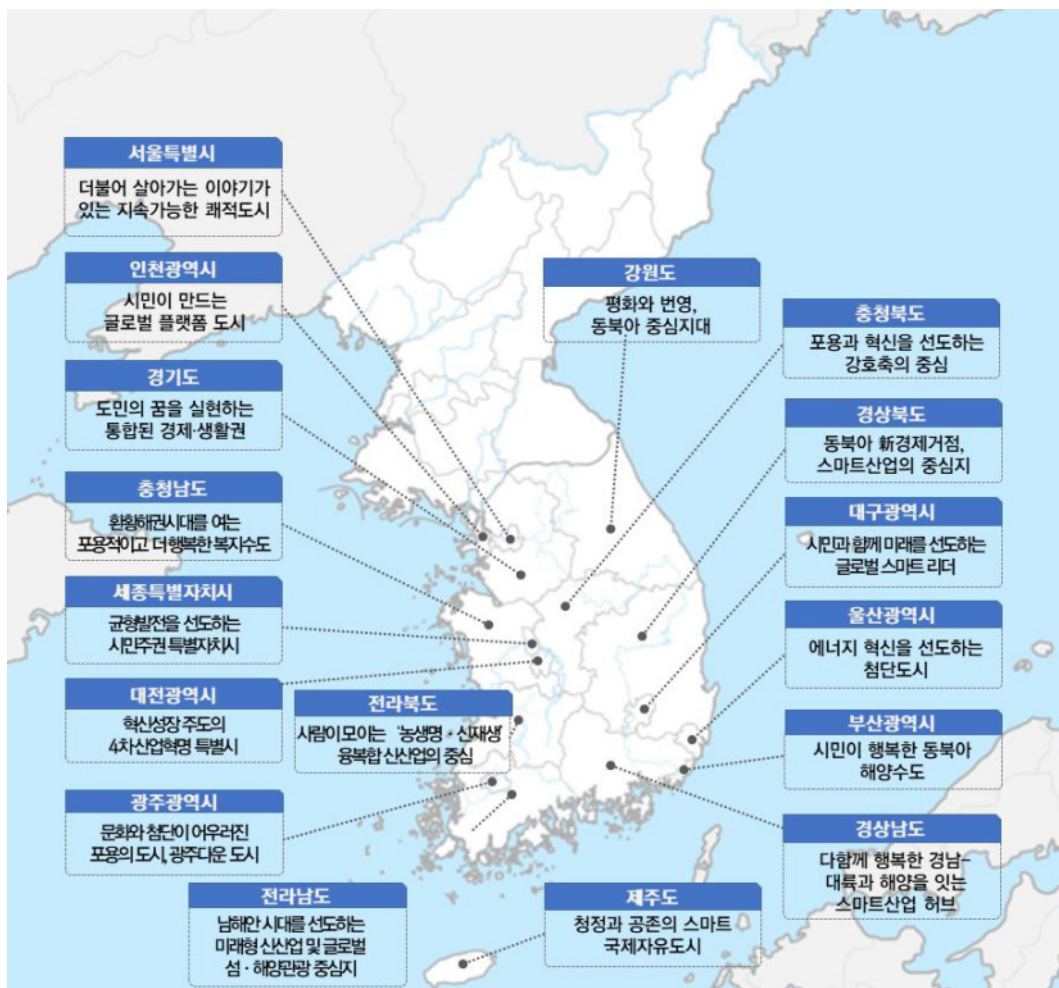 서울특별시
더불어 살아가는 이야기가
있는 지속가능한 쾌적도시
인천광역시
시민이 만드는
글로벌 플랫폼 도시
경기도
도민의 꿈을 실현하는
통합된 경제·생활권
충청남도
환황해권시대를 여는
포용적이고 더 행복한 복지수도
세종특별자치시
균형발전을 선도하는
시민주권 특별자치시
대전광역시
혁신성장 주도의
4차산업혁명 특별시
전라북도
사람이 모이는 '농생명·신재생'
융복합 신산업의 중심
광주광역시
문화와 첨단이 어우러진
포용의 도시, 광주다운 도시
전라남도
남해안 시대를 선도하는
미래형 신산업 및 글로벌
섬·해양관광 중심지
제주도
청정과 공존의 스마트
국제자유도시
강원도
평화와 번영,
동북아 중심지대
충청북도
포용과 혁신을 선도하는
강호축의 중심
경상북도
동북아 新경제거점,
스마트산업의 중심지
대구광역시
시민과 함께 미래를 선도하는
글로벌 스마트 리더
울산광역시
에너지 혁신을 선도하는
첨단도시
부산광역시
시민이 행복한 동북아
해양수도
경상남도
다함께 행복한 경남-
대륙과 해양을 잇는
스마트산업 허브